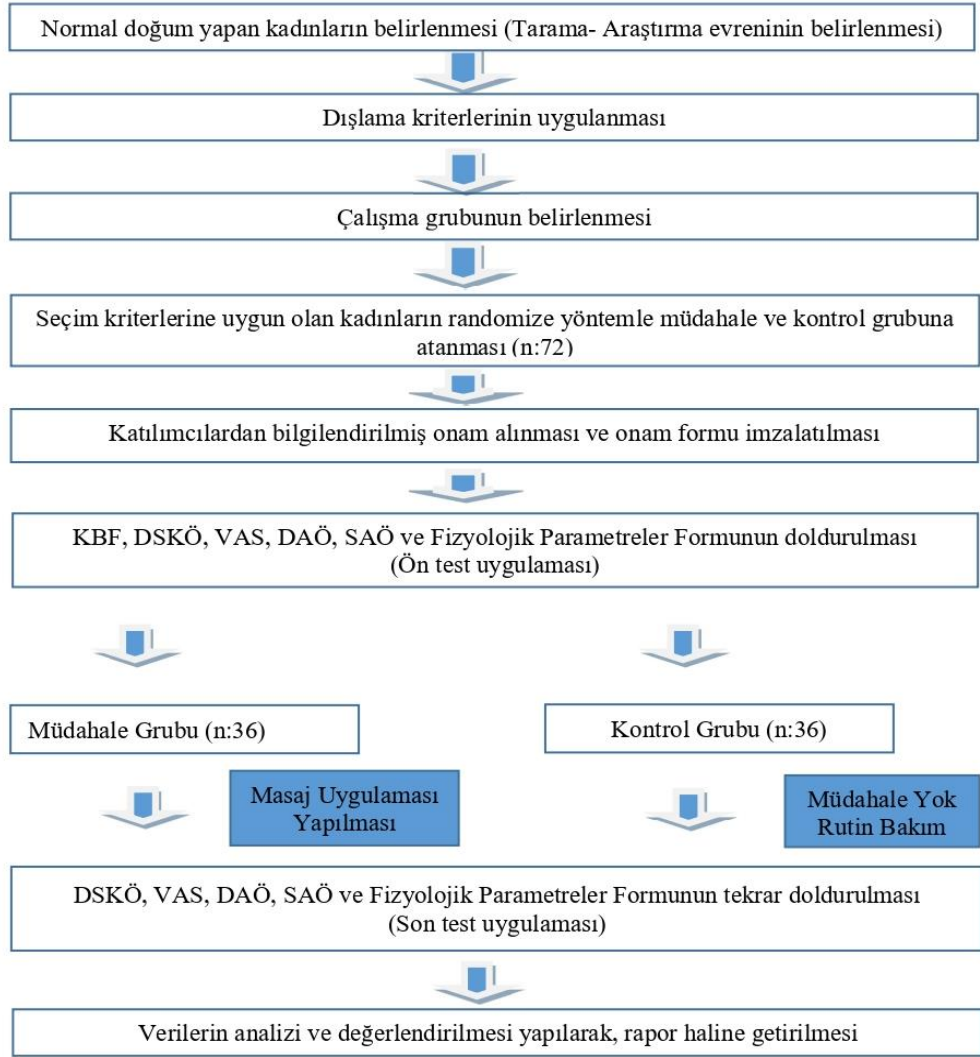 Normal doğum yapan kadınların belirlenmesi (Tarama- Araştırma evreninin belirlenmesi)
Dışlama kriterlerinin uygulanması
Çalışma grubunun belirlenmesi
Seçim kriterlerine uygun olan kadınların randomize yöntemle müdahale ve kontrol grubuna
atanması (n:72)
Katılımcılardan bilgilendirilmiş onam alınması ve onam formu imzalatılması
KBF, DSKÖ, VAS, DAÖ, SAÖ ve Fizyolojik Parametreler Formunun doldurulması
(Ön test uygulaması)
Müdahale Grubu (n:36)
Kontrol Grubu (n:36)
Masaj Uygulaması
Yapılması
Müdahale Yok
Rutin Bakım
DSKÖ, VAS, DAÖ, SAÖ ve Fizyolojik Parametreler Formunun tekrar doldurulması
(Son test uygulaması)
Verilerin analizi ve değerlendirilmesi yapılarak, rapor haline getirilmesi